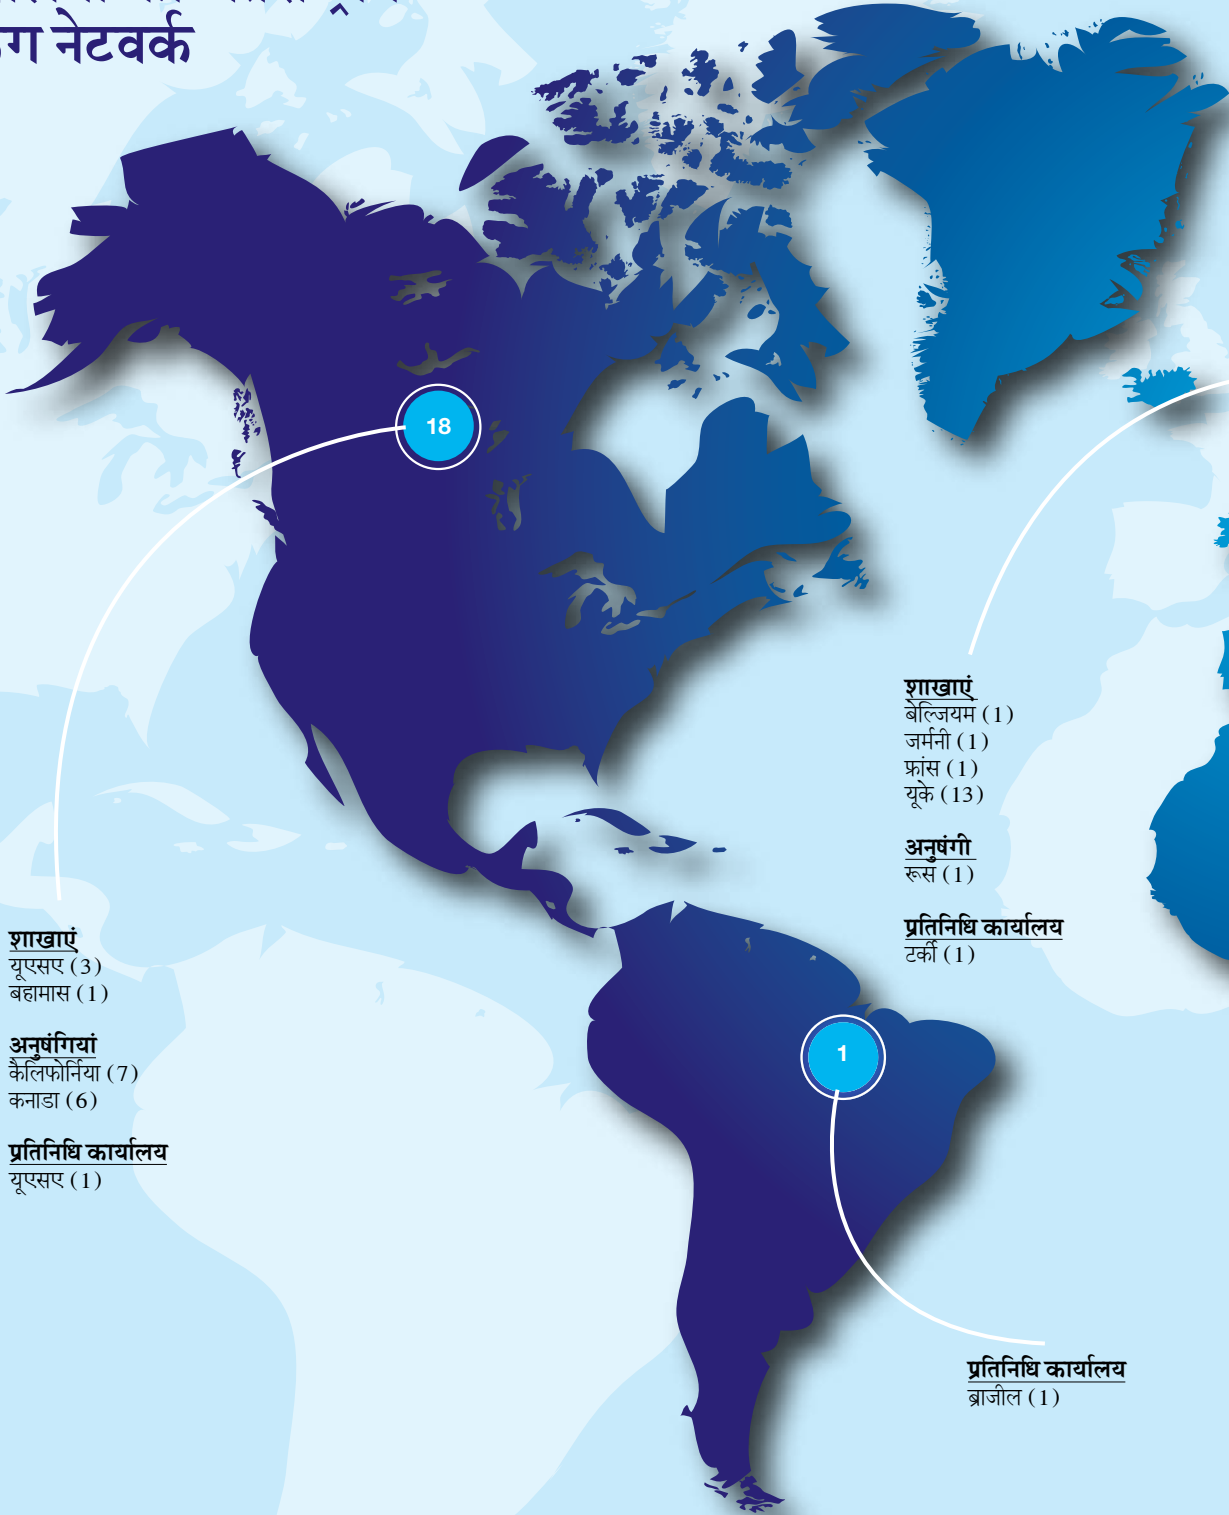 नेटवर्क
18
शाखाएं
बेल्जियम (1)
जर्मनी (1)
फ्रांस (1)
यूके (13)
अनुषंगी
रूस (1)
प्रतिनिधि कार्यालय
टर्की (1)
शाखाएं
यूएसए (3)
बहामास (1)
अनुषंगियां
कैलिफोर्निया (7)
कनाडा (6)
प्रतिनिधि कार्यालय
यूएसए (1)
1
प्रतिनिधि कार्यालय
ब्राजील (1)